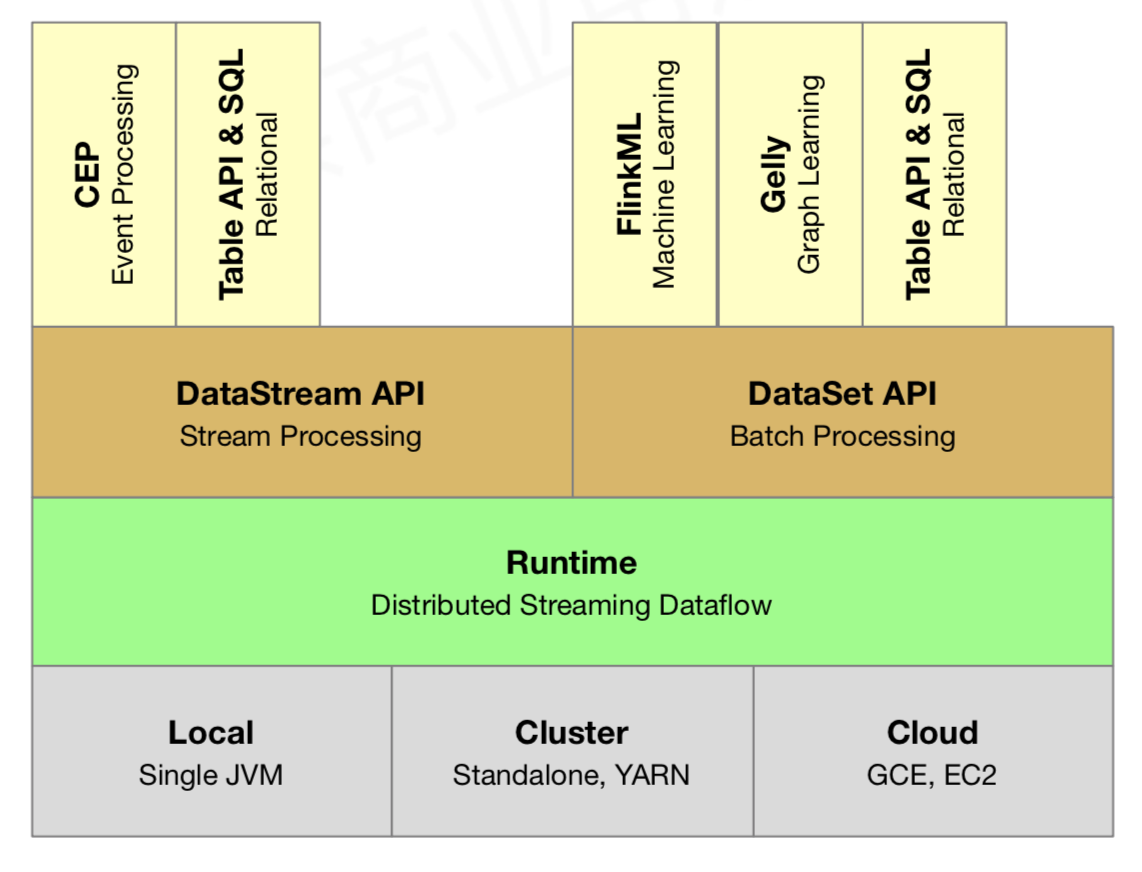 CEP
Event Processing
Table API & SQL
Relational
FlinkML
Machine Learning
Gelly
Graph Learning
Table API & SQL
Relational
DataStream API
Stream Processing
DataSet API
Batch Processing
Runtime
Distributed Streaming Dataflow
Local
Single JVM
Cluster
Standalone, YARN
Cloud
GCE, EC2
商业